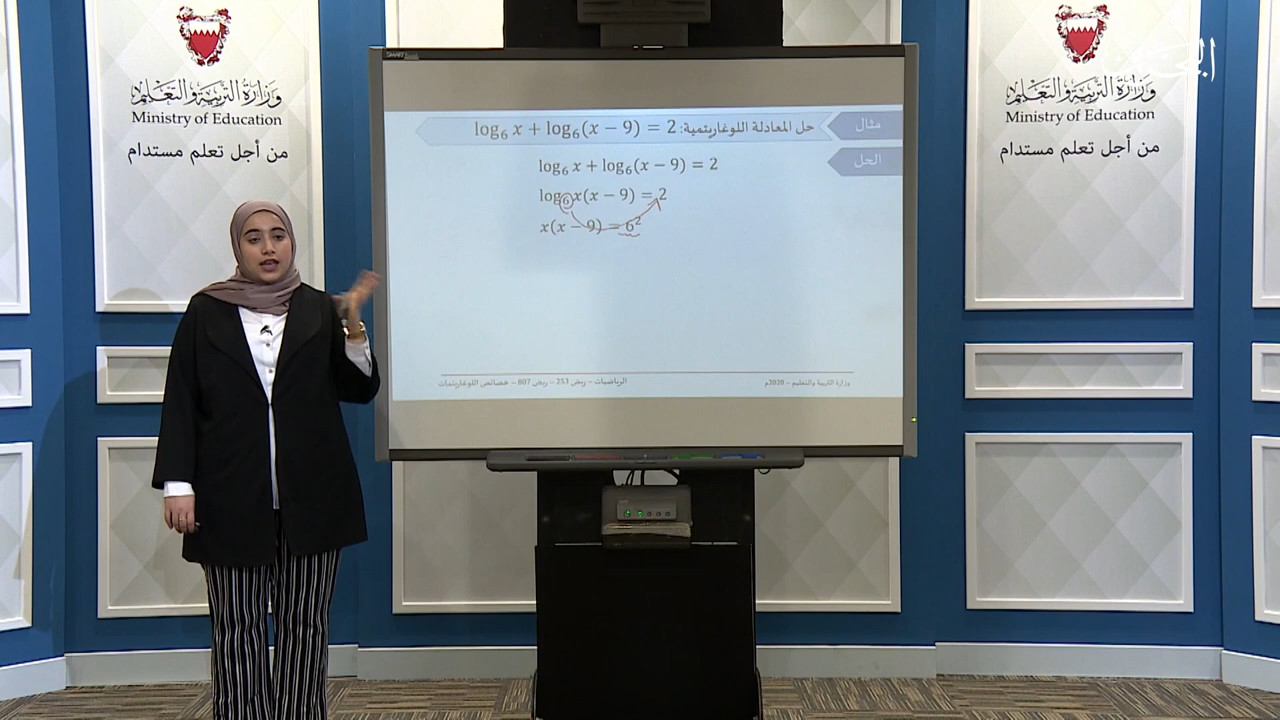 وزارة التربية والتعليم
Ministry of Education
من أجل تعلم مستدام
وزارة التربية والتعليم
Ministry of Education
من أجل تعلم مستدام
SMART
مثال
حل المعادلة اللوغاريتمية: log₆ x + log₆(x − 9) = 2
الحل
log₆ x + log₆(x − 9) = 2
log₆ x(x − 9) = 2
x(x − 9) = 6²
وزارة التربية والتعليم – 2020م
الرياضيات – ريض 253 – ريض 807 – خصائص اللوغاريتمات